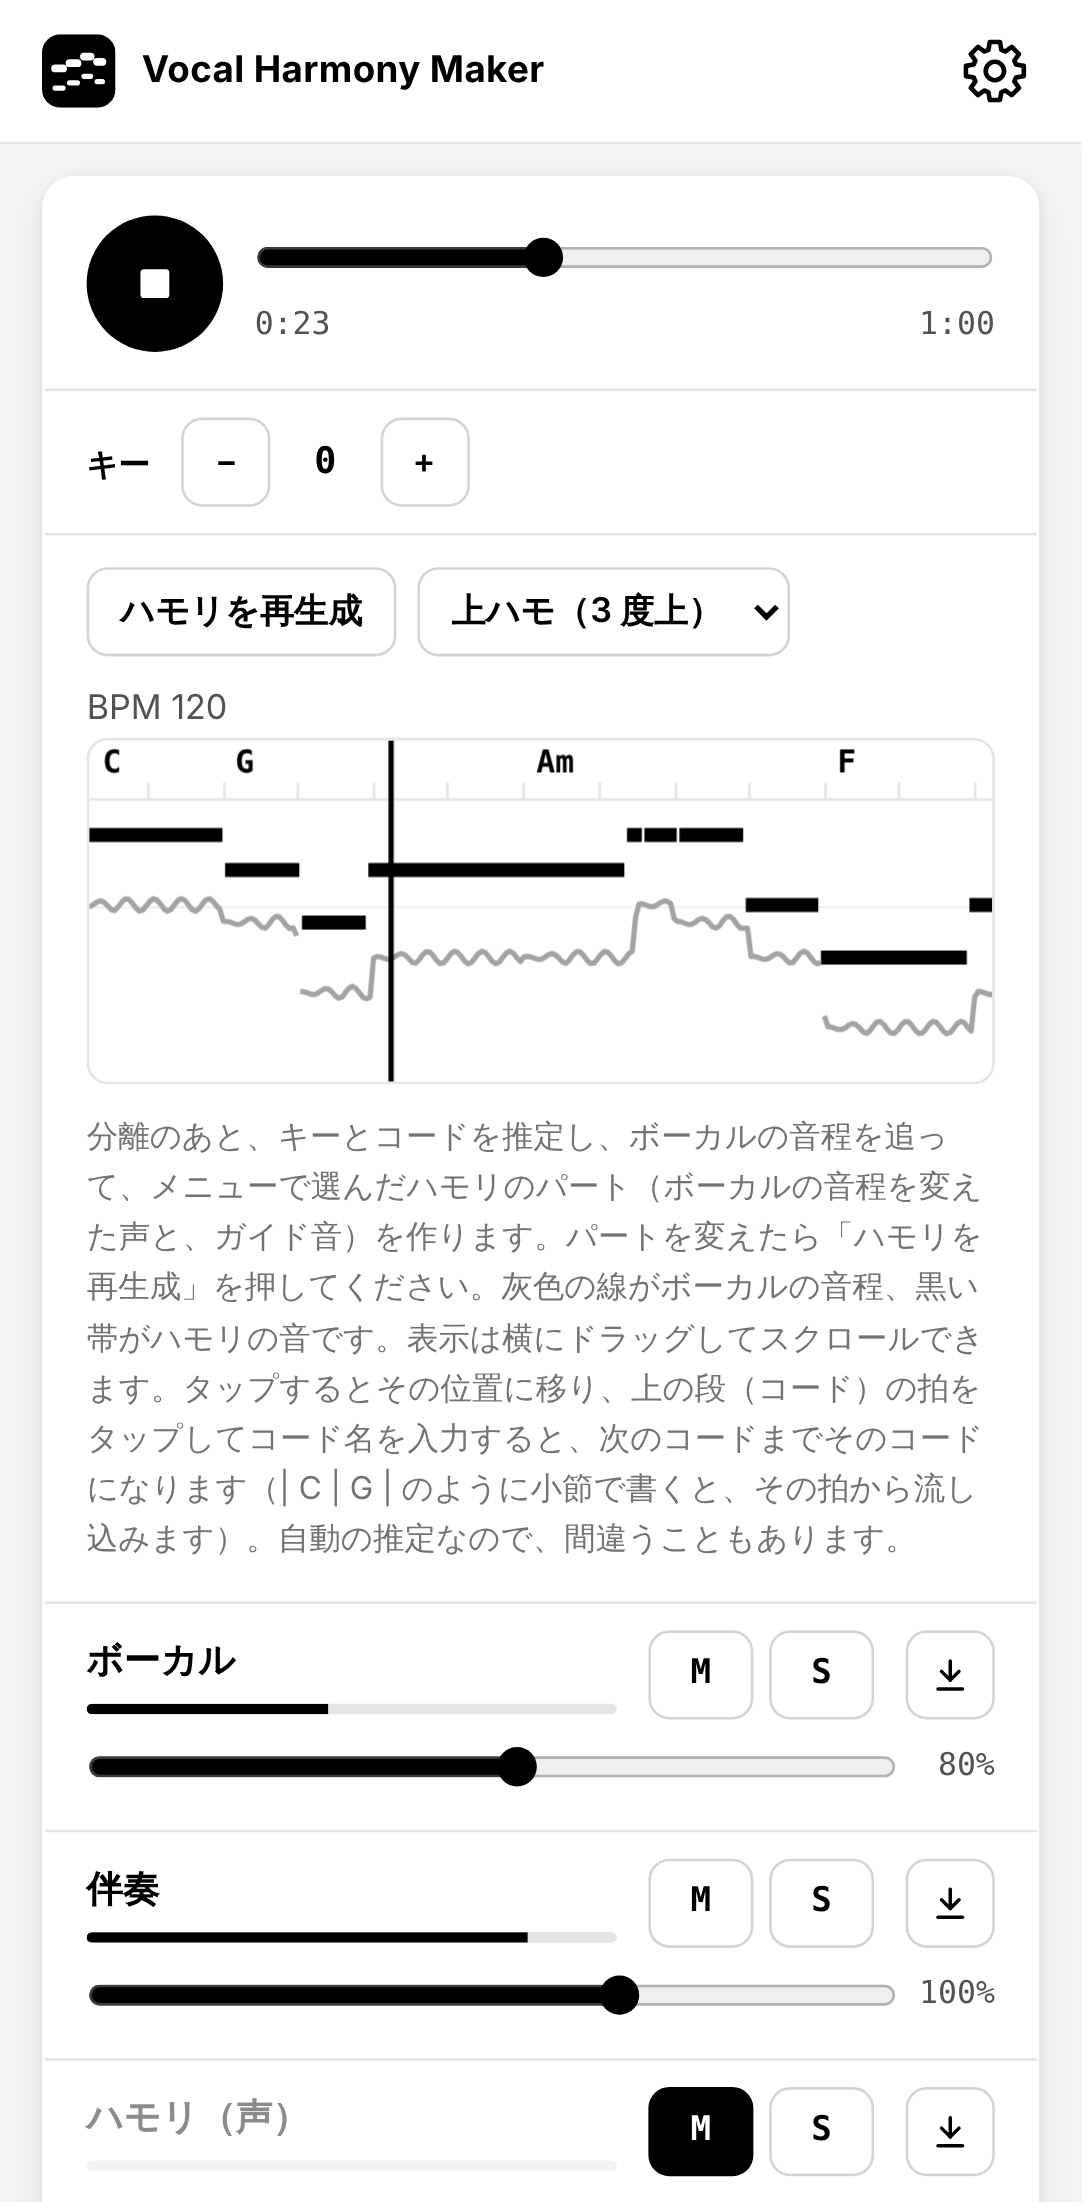 Vocal Harmony Maker
0:23 1:00
キー − 0 +
ハモリを再生成 上ハモ（3 度上）
BPM 120
C G Am F
分離のあと、キーとコードを推定し、ボーカルの音程を追っ
て、メニューで選んだハモリのパート（ボーカルの音程を変え
た声と、ガイド音）を作ります。パートを変えたら「ハモリを
再生成」を押してください。灰色の線がボーカルの音程、黒い
帯がハモリの音です。表示は横にドラッグしてスクロールでき
ます。タップするとその位置に移り、上の段（コード）の拍を
タップしてコード名を入力すると、次のコードまでそのコード
になります（| C | G | のように小節で書くと、その拍から流し
込みます）。自動の推定なので、間違うこともあります。
ボーカル M S
80%
伴奏 M S
100%
ハモリ（声） M S